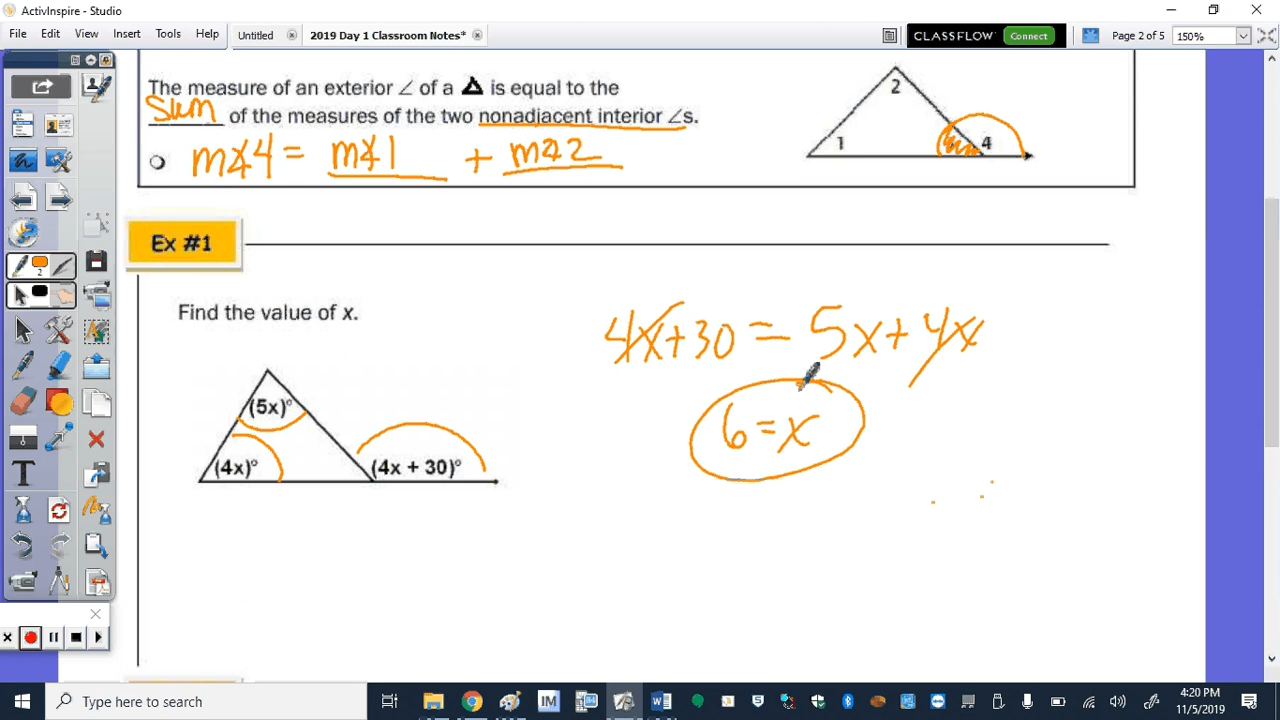 ActivInspire - Studio
File Edit View Insert Tools Help
Untitled
2019 Day 1 Classroom Notes*
CLASSFLOW Connect
Page 2 of 5
150%
The measure of an exterior ∠ of a Δ is equal to the
Sum of the measures of the two nonadjacent interior ∠s.
m∡4 = m∡1 + m∡2
1
2
4
Ex #1
Find the value of x.
4x+30 = 5x+4x
6=x
(5x)°
(4x)°
(4x + 30)°
2
T
Type here to search
IM
4:20 PM
11/5/2019